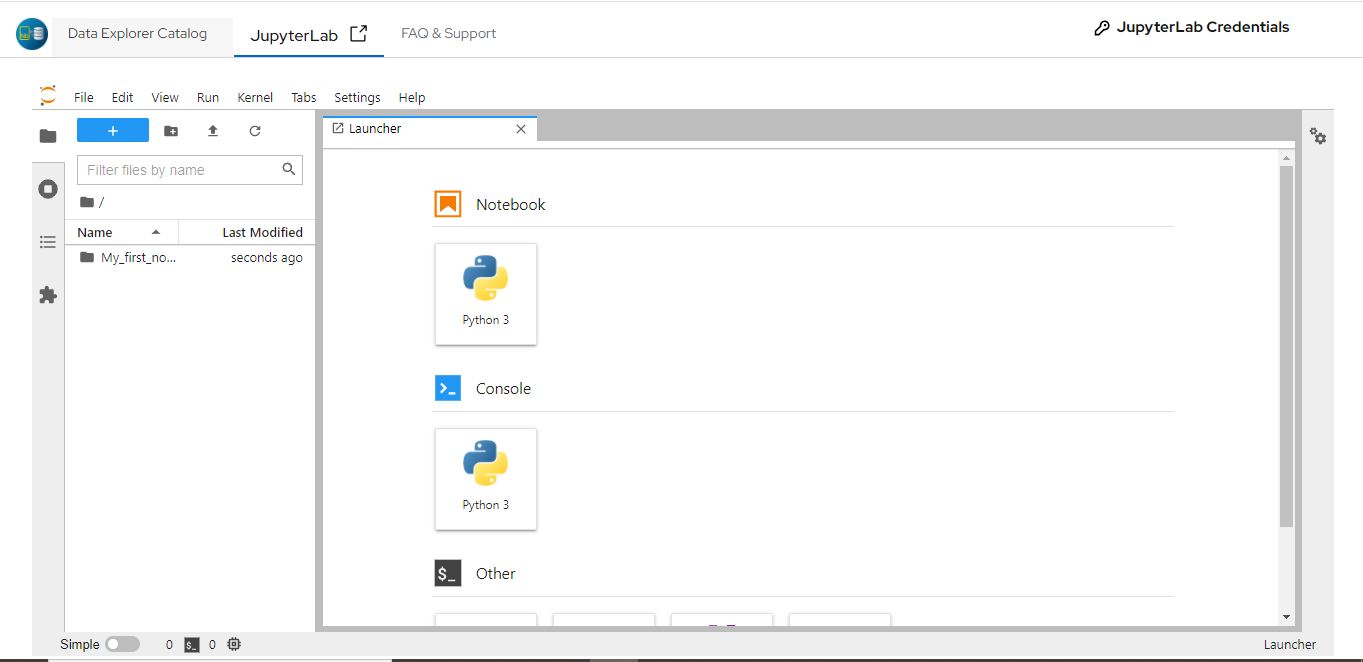 Data Explorer Catalog JupyterLab FAQ & Support JupyterLab Credentials
File Edit View Run Kernel Tabs Settings Help
+
Launcher
Filter files by name
/
Name Last Modified
My_first_no... seconds ago
Notebook
Python 3
>_ Console
Python 3
$_ Other
Simple 0 $_ 0 Launcher